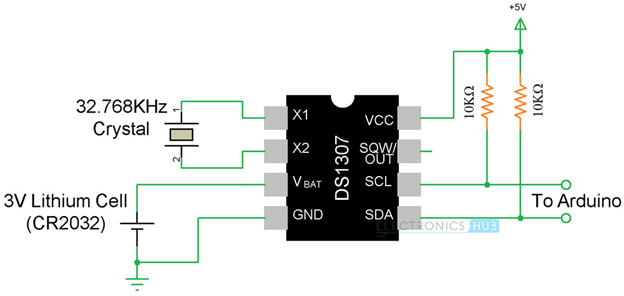 +5V
32.768KHz
Crystal
1
2
X1
X2
VBAT
GND
DS1307
VCC
SQW/
OUT
SCL
SDA
10KΩ
10KΩ
3V Lithium Cell
(CR2032)
To Arduino
ELECTRONICS HUB